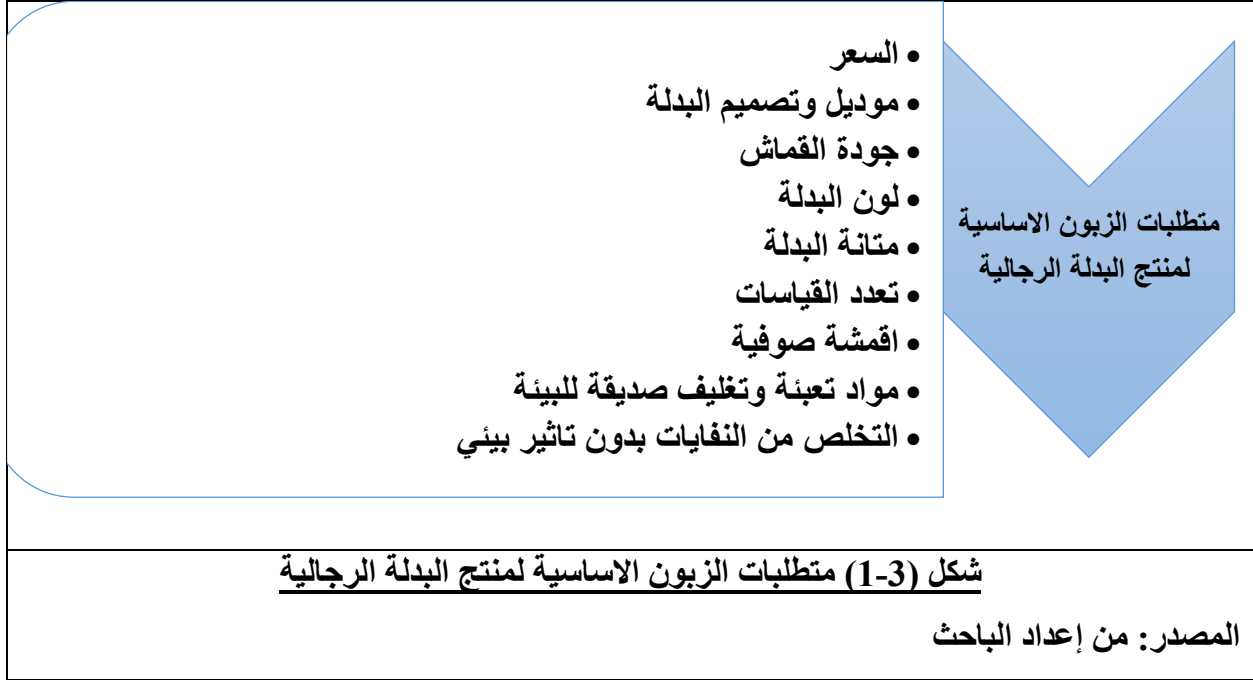 متطلبات الزبون الاساسية
لمنتج البدلة الرجالية
• السعر
• موديل وتصميم البدلة
• جودة القماش
• لون البدلة
• متانة البدلة
• تعدد القياسات
• اقمشة صوفية
• مواد تعبئة وتغليف صديقة للبيئة
• التخلص من النفايات بدون تاثير بيئي
شكل (3-1) متطلبات الزبون الاساسية لمنتج البدلة الرجالية
المصدر: من إعداد الباحث